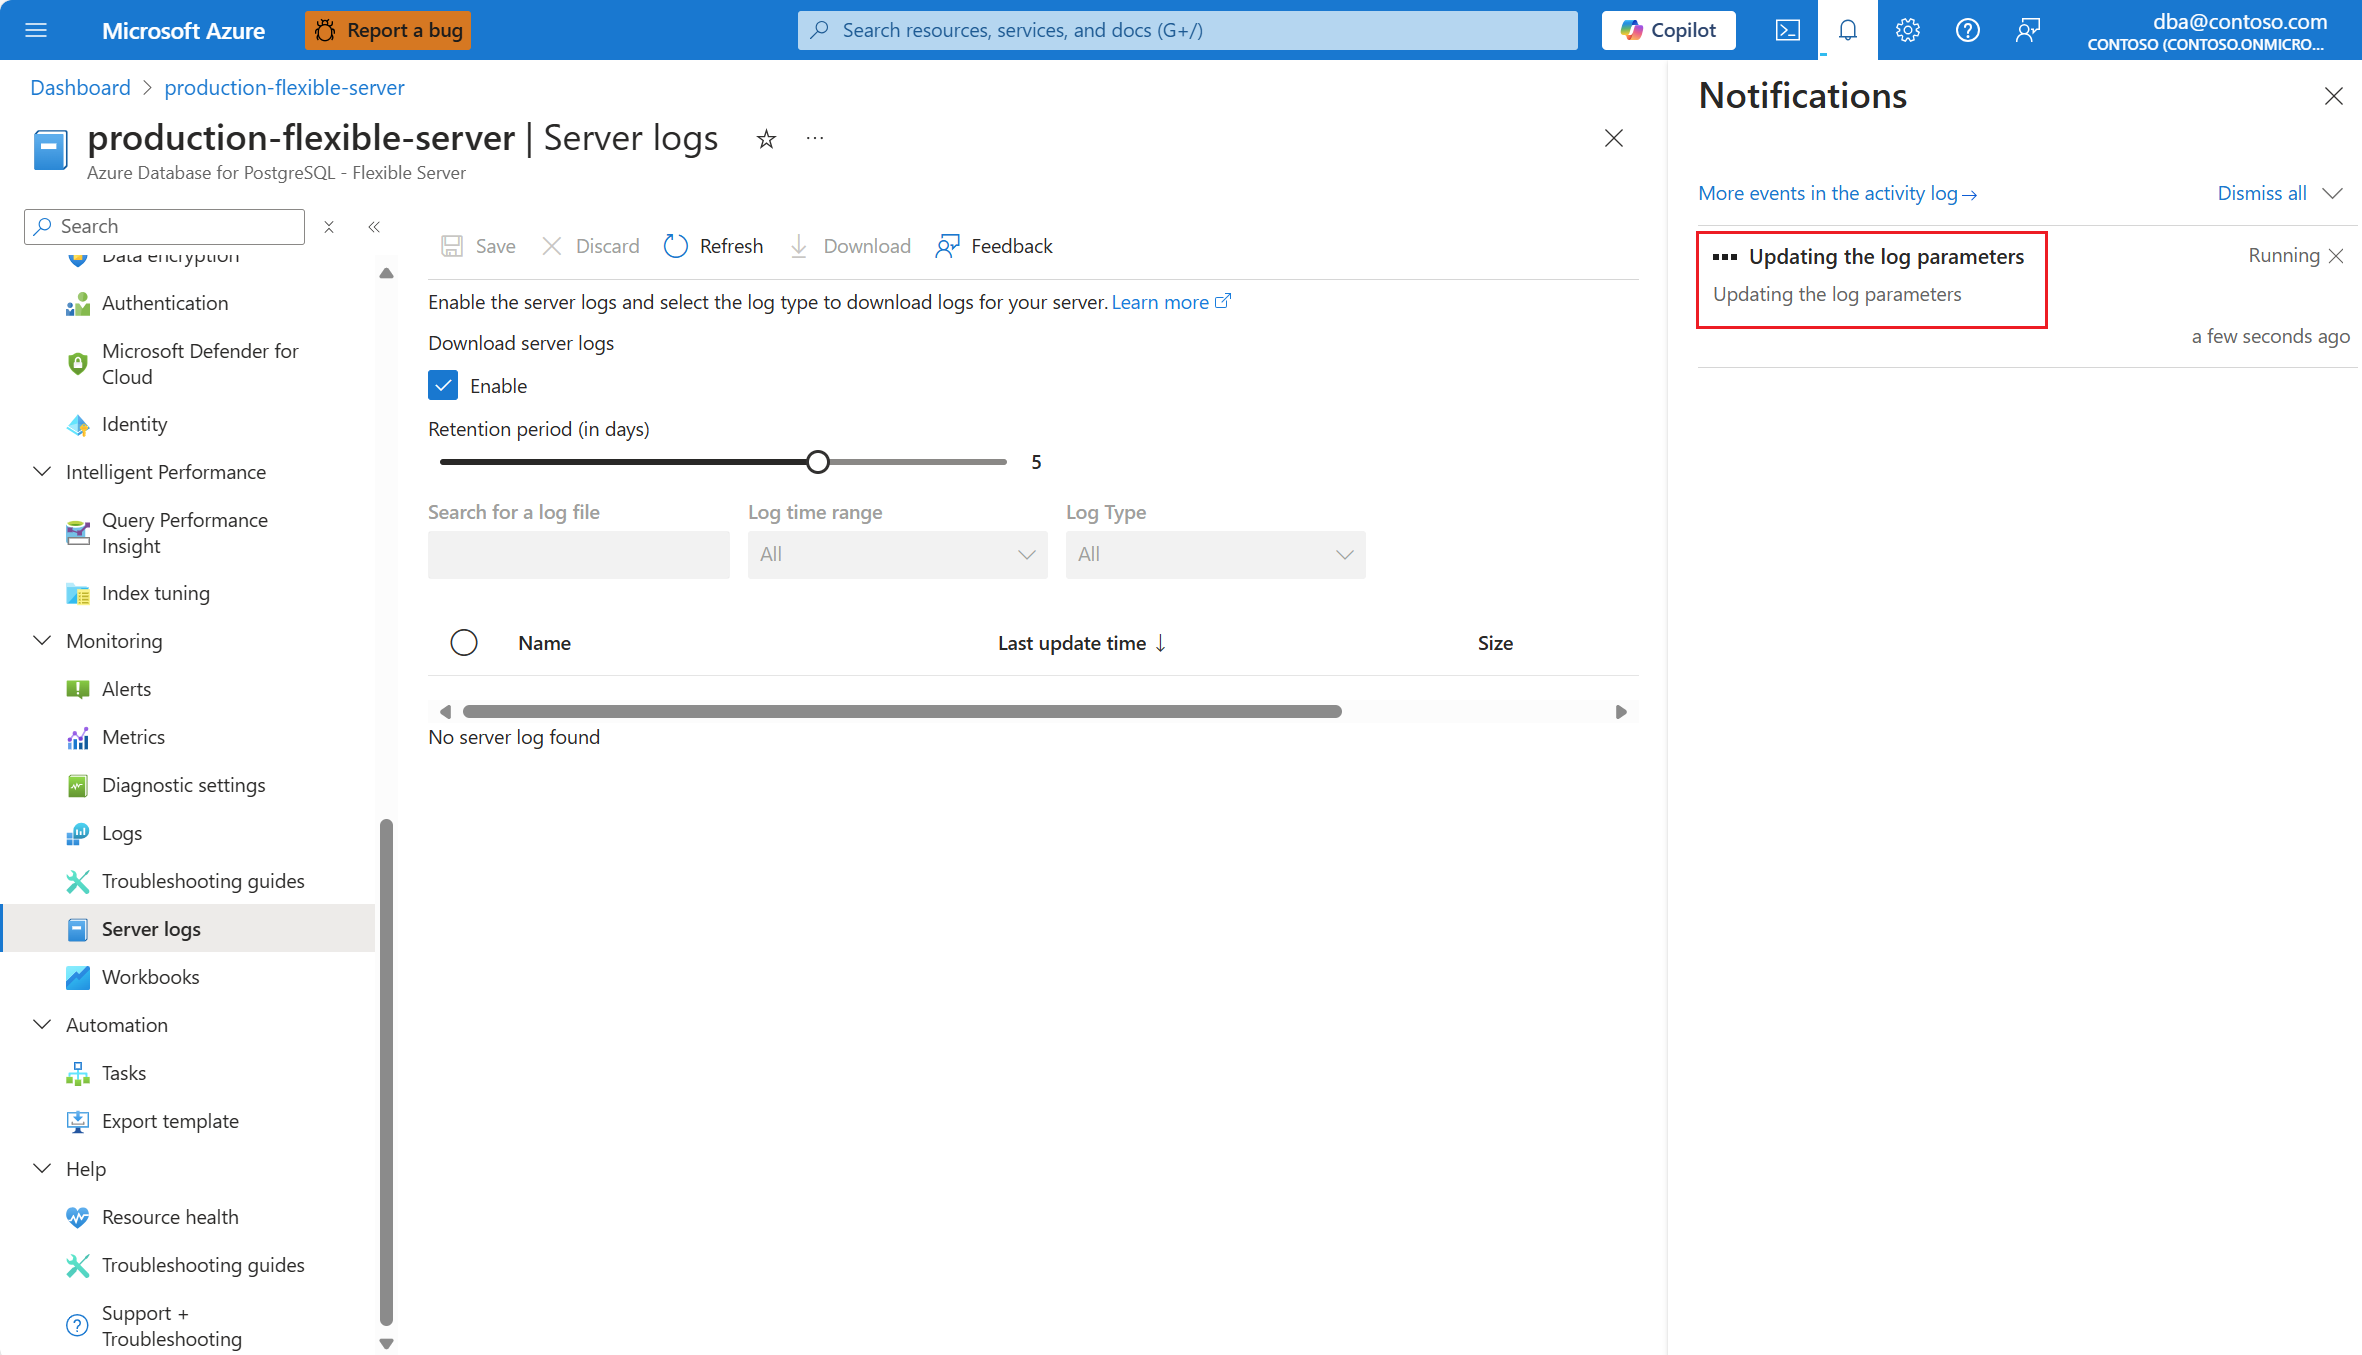 Microsoft Azure
Report a bug
Search resources, services, and docs (G+/)
Copilot
dba@contoso.com
CONTOSO (CONTOSO.ONMICRO...
Dashboard > production-flexible-server
production-flexible-server | Server logs
Azure Database for PostgreSQL - Flexible Server
Search
Data encryption
Authentication
Microsoft Defender for
Cloud
Identity
Intelligent Performance
Query Performance
Insight
Index tuning
Monitoring
Alerts
Metrics
Diagnostic settings
Logs
Troubleshooting guides
Server logs
Workbooks
Automation
Tasks
Export template
Help
Resource health
Troubleshooting guides
Support +
Troubleshooting
Save Discard Refresh Download Feedback
Enable the server logs and select the log type to download logs for your server. Learn more
Download server logs
Enable
Retention period (in days)
5
Search for a log file Log time range Log Type
All All
Name Last update time ↓ Size
No server log found
Notifications
More events in the activity log → Dismiss all
Updating the log parameters Running
Updating the log parameters
a few seconds ago